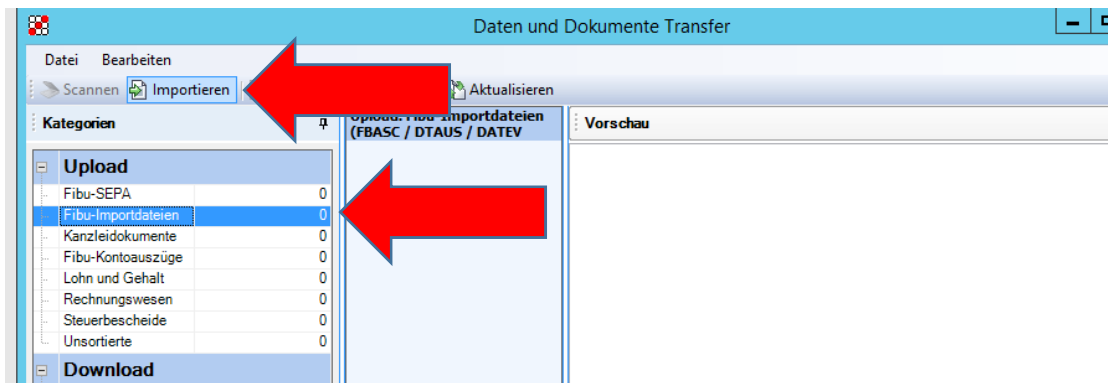 Daten und Dokumente Transfer
Datei Bearbeiten
Scannen Importieren Aktualisieren
Kategorien
Upload: Fibu-Importdateien
(FBASC / DTAUS / DATEV
Vorschau
Upload
Fibu-SEPA 0
Fibu-Importdateien 0
Kanzleidokumente 0
Fibu-Kontoauszüge 0
Lohn und Gehalt 0
Rechnungswesen 0
Steuerbescheide 0
Unsortierte 0
Download